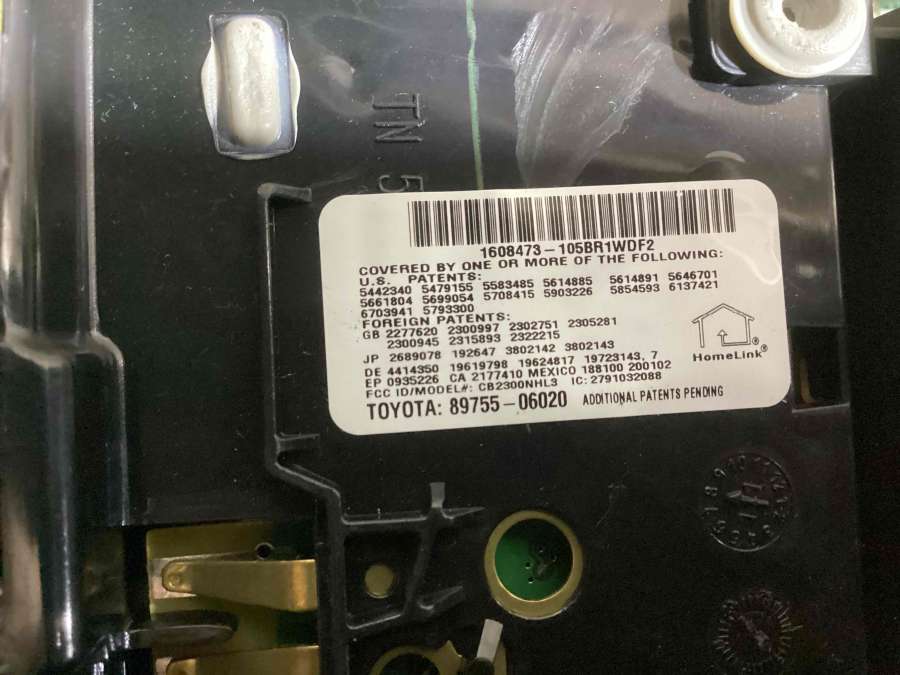 TN 5
1608473-105BR1WDF2
COVERED BY ONE OR MORE OF THE FOLLOWING:
U.S. PATENTS:
5442340 5479155 5583485 5614885 5614891 5646701
5661804 5699054 5708415 5903226 5854593 6137421
6703941 5793300
FOREIGN PATENTS:
GB 2277620 2300997 2302751 2305281
2300945 2315893 2322215
JP 2689078 192647 3802142 3802143
DE 4414350 19619798 19624817 19723143, 7
EP 0935226 CA 2177410 MEXICO 188100 200102
FCC ID/MODEL#: CB2300NHL3 IC: 2791032088
HomeLink®
TOYOTA: 89755-06020 ADDITIONAL PATENTS PENDING